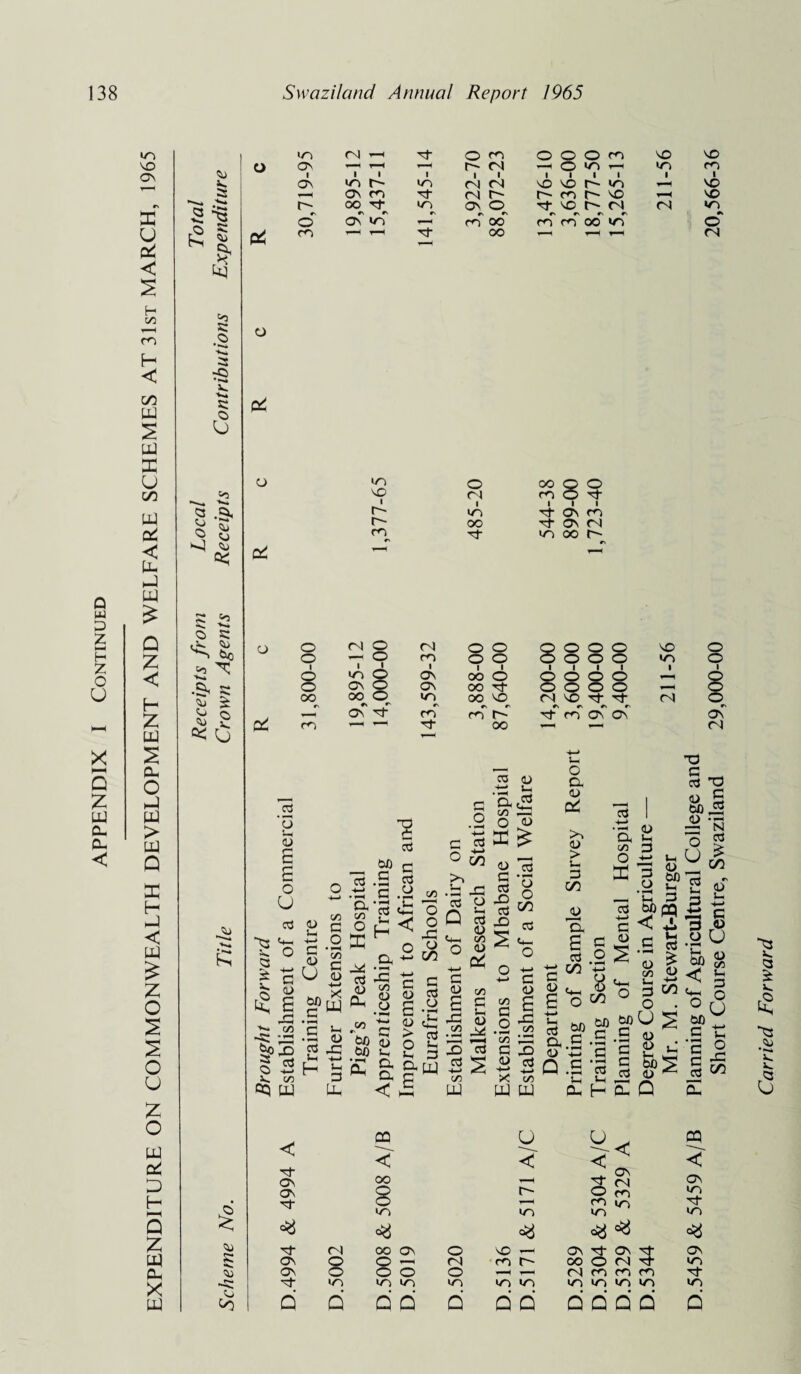 138 Swaziland Annual Report 1965
APPENDIX I CONTINUED
EXPENDITURE ON COMMONWEALTH DEVELOPMENT AND WELFARE SCHEMES AT 31ST MARCH, 1965
Scheme No. Title Receipts from Crown Agents Local Receipts Contributions Total Expenditure
R c R c R c R c
Brought Forward
D.4994 & 4994 A Establishment of a Commercial
Training Centre 31,800-00 30,719-95
D.5002 Further Extensions to
Pigg's Peak Hospital 19,895-12 19,895-12
D.5008 & 5008 A/B Apprenticeship Training 14,000-00 1,377-65 15,437-11
D.5019 Improvement to African and
Eurafrican Schools 143,599-32 141,545-14
D.5020 Establishment of Dairy on
Malkerns Research Station 3,888-00 3,922-70
D.5136 Extensions to Mbabane Hospital 87,640-00 485-20 88,072-23
D.5171 & 5171 A/C Establishment of a Social Welfare
Department 14,200-00 544-38 13,476-10
D.5289 Printing of Sample Survey Report 3,600-00 899-00 3,636-00
D.5304 & 5304 A/C Training Section 19,400-00 1,723-40 18,777-50
D.5329 & 5329 A Planning of Mental Hospital 9,400-00 15,265-13
D.5344 Degree Course in Agriculture —
Mr. M. Stewart-Burger 211-56 211-56
D.5459 & 5459 A/B Planning of Agricultural College and
Short Course Centre, Swaziland 29,000-00 20,566-36
Carried Forward